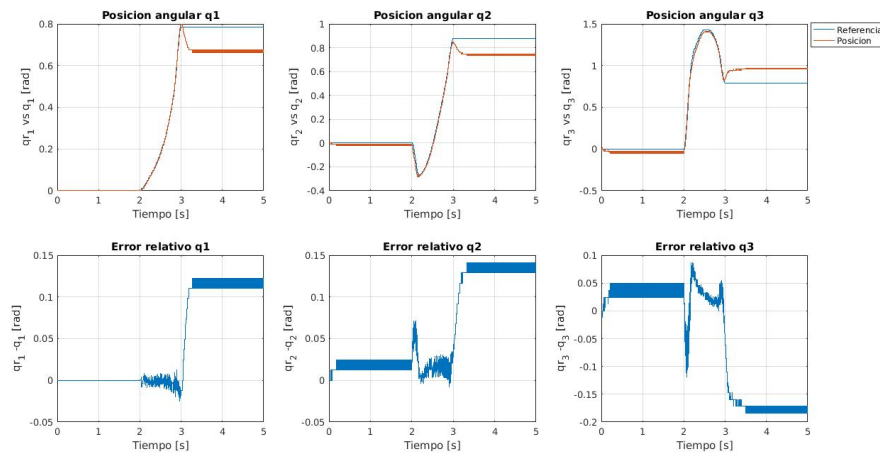 Posicion angular q1
qr1 vs q1 [rad]
0.8
0.6
0.4
0.2
0
0 1 2 3 4 5
Tiempo [s]
Posicion angular q2
qr2 vs q2 [rad]
1
0.8
0.6
0.4
0.2
0
-0.2
-0.4
0 1 2 3 4 5
Tiempo [s]
Posicion angular q3
qr3 vs q3 [rad]
1.5
1
0.5
0
-0.5
0 1 2 3 4 5
Tiempo [s]
Referencia
Posicion
Error relativo q1
qr1 -q1 [rad]
0.15
0.1
0.05
0
-0.05
0 1 2 3 4 5
Tiempo [s]
Error relativo q2
qr2 -q2 [rad]
0.15
0.1
0.05
0
0.05
0 1 2 3 4 5
Tiempo [s]
Error relativo q3
qr3 -q3 [rad]
0.1
0.05
0
-0.05
-0.1
-0.15
-0.2
0 1 2 3 4 5
Tiempo [s]